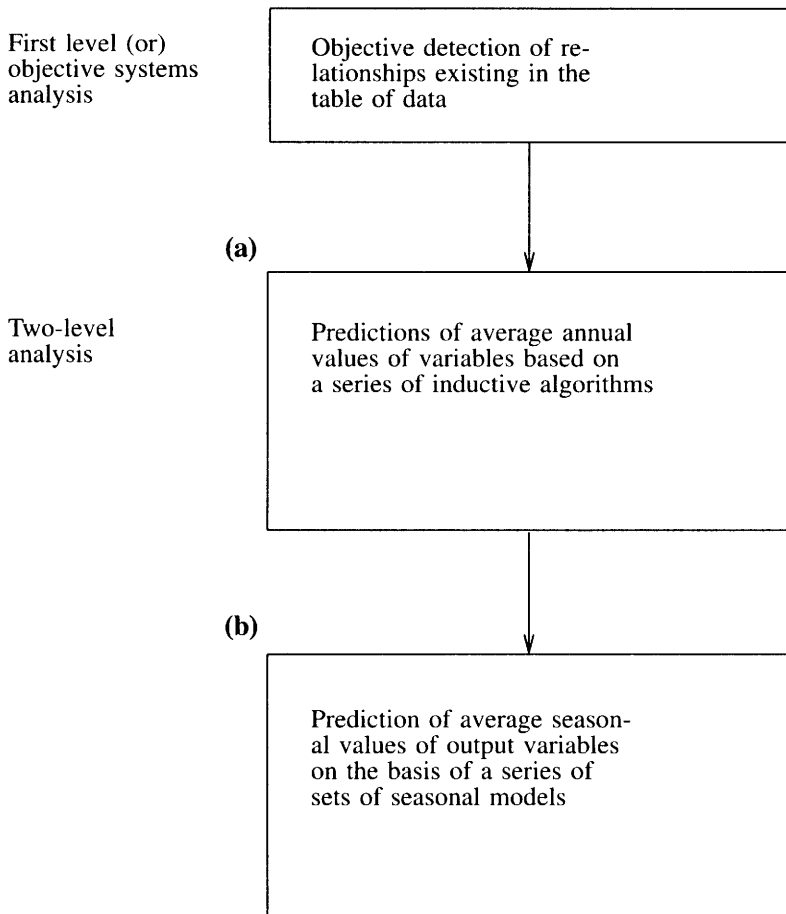 First level (or)
objective systems
analysis
Objective detection of re-
lationships existing in the
table of data
(a)
Two-level
analysis
Predictions of average annual
values of variables based on
a series of inductive algorithms
(b)
Prediction of average season-
al values of output variables
on the basis of a series of
sets of seasonal models